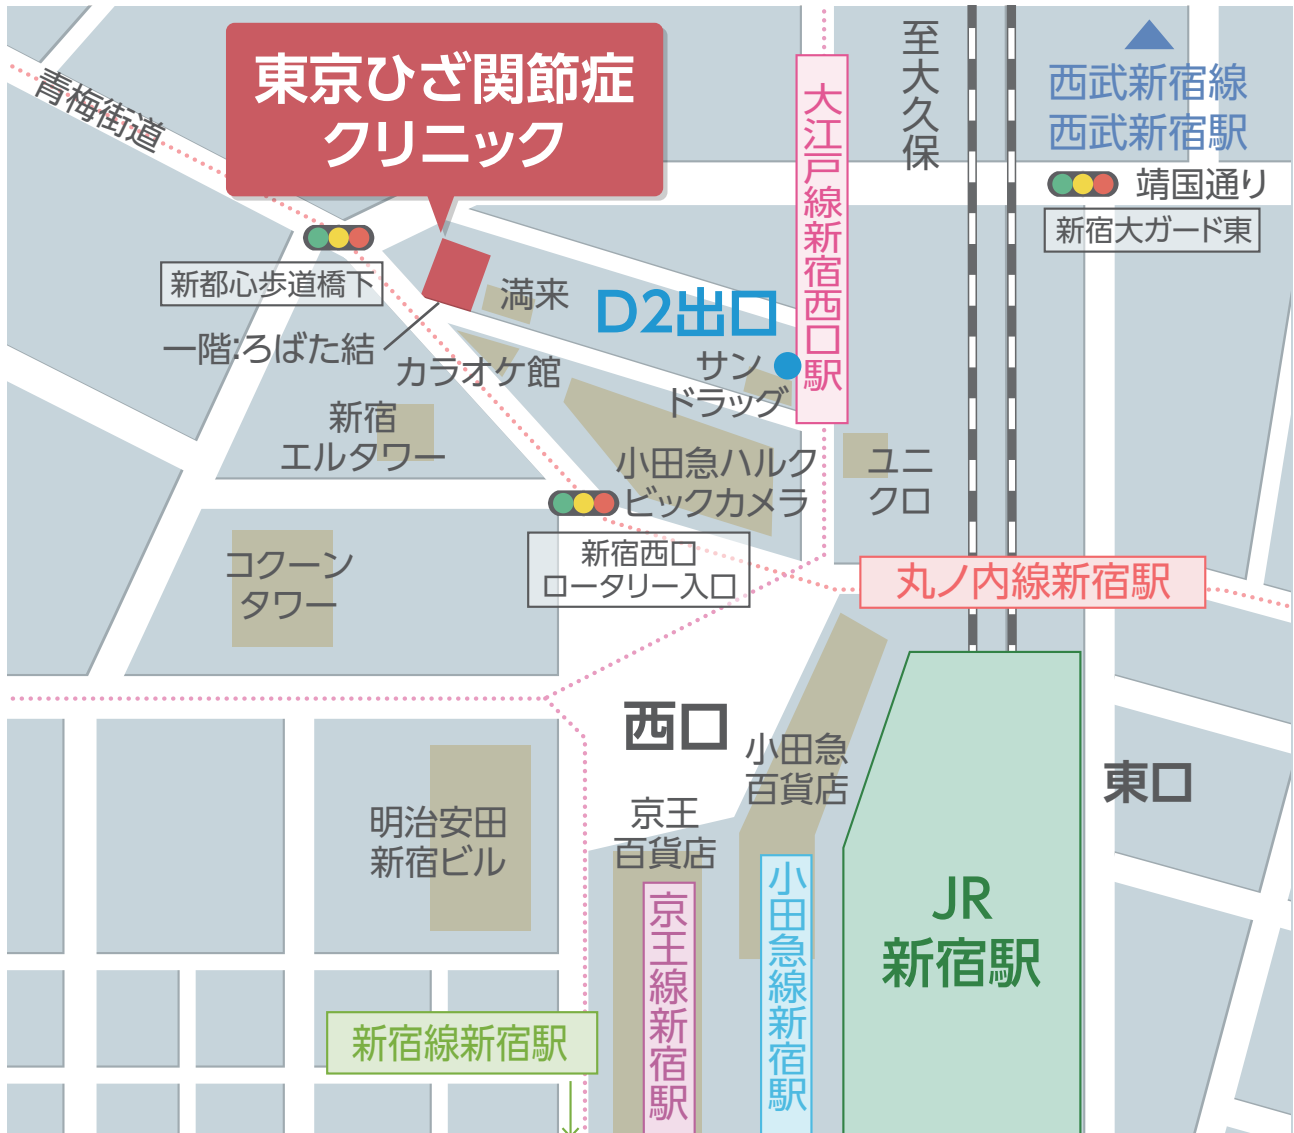 東京ひざ関節症
クリニック
青梅街道
至大久保
西武新宿線
西武新宿駅
靖国通り
新宿大ガード東
大江戸線新宿西口駅
新都心歩道橋下
満来
D2出口
一階:ろばた結
カラオケ館
サン
ドラッグ
新宿
エルタワー
小田急ハルク
ビックカメラ
ユニ
クロ
新宿西口
ロータリー入口
コクーン
タワー
丸ノ内線新宿駅
西口
小田急
百貨店
東口
京王
百貨店
明治安田
新宿ビル
京王線新宿駅
小田急線新宿駅
JR
新宿駅
新宿線新宿駅